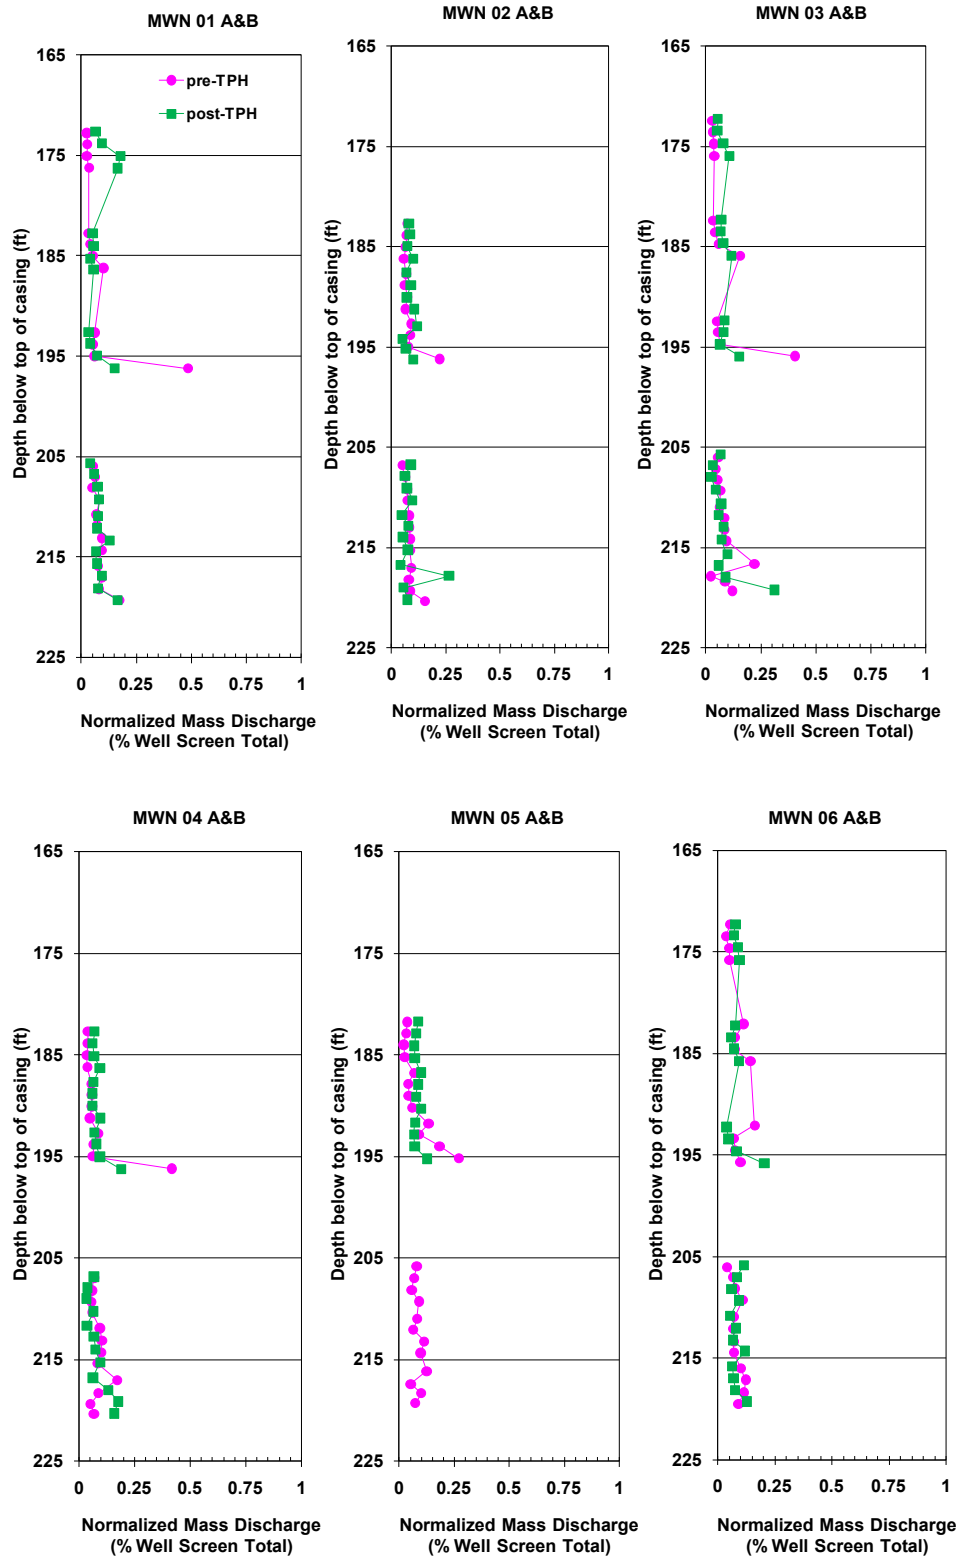 MWN 01 A&B
MWN 02 A&B
MWN 03 A&B
165
175
185
195
205
215
225
Depth below top of casing (ft)
pre-TPH
post-TPH
0 0.25 0.5 0.75 1
Normalized Mass Discharge
(% Well Screen Total)
165
175
185
195
205
215
225
Depth below top of casing (ft)
0 0.25 0.5 0.75 1
Normalized Mass Discharge
(% Well Screen Total)
165
175
185
195
205
215
225
Depth below top of casing (ft)
0 0.25 0.5 0.75 1
Normalized Mass Discharge
(% Well Screen Total)
MWN 04 A&B
MWN 05 A&B
MWN 06 A&B
165
175
185
195
205
215
225
Depth below top of casing (ft)
0 0.25 0.5 0.75 1
Normalized Mass Discharge
(% Well Screen Total)
165
175
185
195
205
215
225
Depth below top of casing (ft)
0 0.25 0.5 0.75 1
Normalized Mass Discharge
(% Well Screen Total)
165
175
185
195
205
215
225
Depth below top of casing (ft)
0 0.25 0.5 0.75 1
Normalized Mass Discharge
(% Well Screen Total)